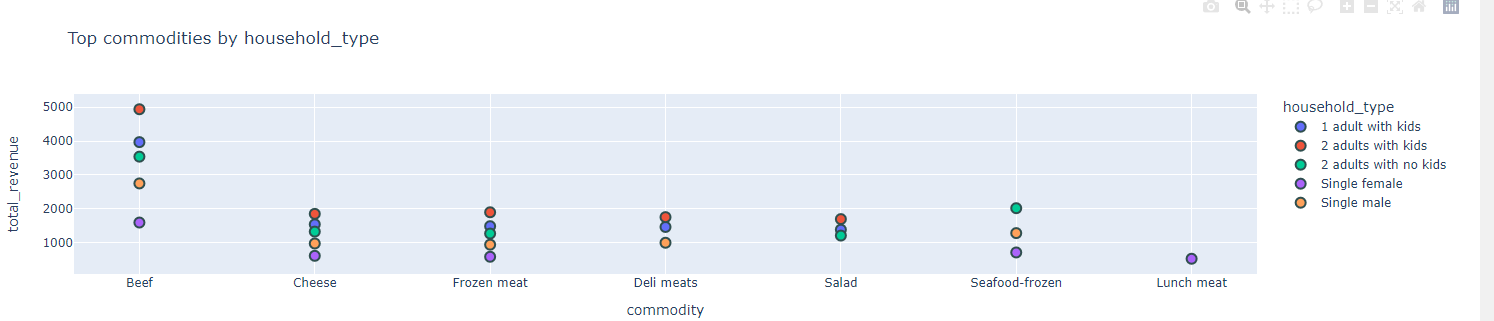 Top commodities by household_type
total_revenue
5000
4000
3000
2000
1000
Beef Cheese Frozen meat Deli meats Salad Seafood-frozen Lunch meat
commodity
household_type
1 adult with kids
2 adults with kids
2 adults with no kids
Single female
Single male